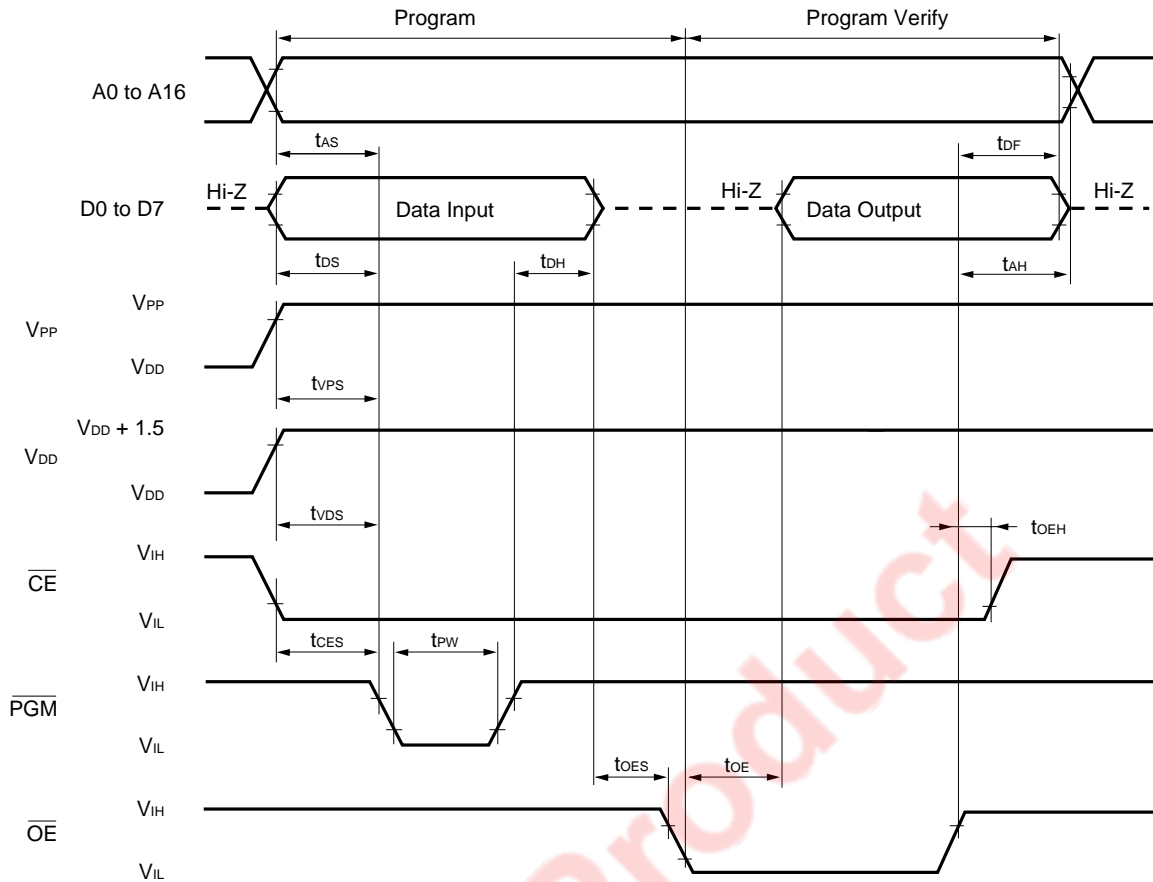 Program Program Verify
A0 to A16
tAS tDF
Hi-Z Hi-Z Hi-Z
D0 to D7 Data Input Data Output
tDS tDH tAH
VPP
VPP
VDD
tVPS
VDD + 1.5
VDD
VDD
tVDS
tOEH
VIH
CE
VIL
tCES tPW
VIH
PGM
VIL
tOES tOE
VIH
OE
VIL
Product